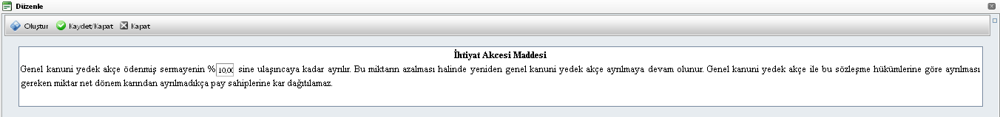 Düzenle
Oluştur Kaydet/Kapat Kapat
İhtiyat Akcesi Maddesi
Genel kanuni yedek akçe ödenmiş sermayenin %10,00 sine ulaşıncaya kadar ayrılır. Bu miktarın azalması halinde yeniden genel kanuni yedek akçe ayrılmaya devam olunur. Genel kanuni yedek akçe ile bu sözleşme hükümlerine göre ayrılması
gereken miktar net dönem karından ayrılmadıkça pay sahiplerine kar dağıtılamaz.